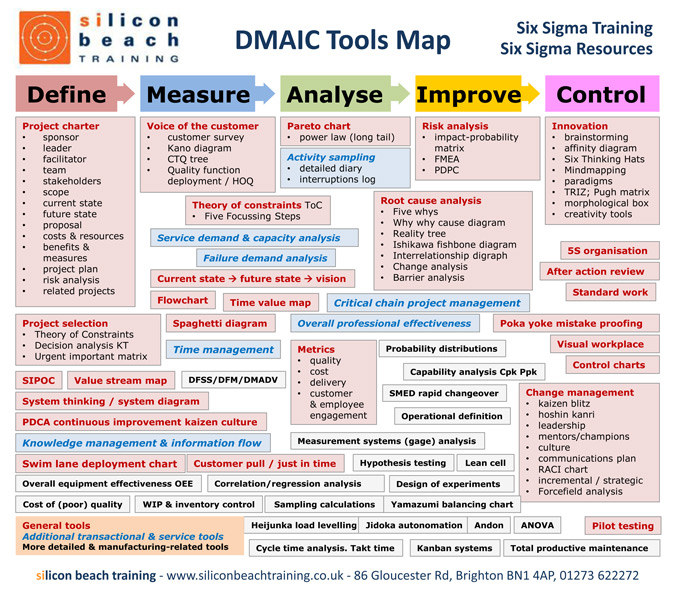 silicon
beach
TRAINING
DMAIC Tools Map
Six Sigma Training
Six Sigma Resources
Define
Measure
Analyse
Improve
Control
Project charter
• sponsor
• leader
• facilitator
• team
• stakeholders
• scope
• current state
• future state
• proposal
• costs & resources
• benefits &
measures
• project plan
• risk analysis
• related projects
Voice of the customer
• customer survey
• Kano diagram
• CTQ tree
• Quality function
deployment / HOQ
Pareto chart
• power law (long tail)
Activity sampling
• detailed diary
• interruptions log
Risk analysis
• impact-probability
matrix
• FMEA
• PDPC
Innovation
• brainstorming
• affinity diagram
• Six Thinking Hats
• Mindmapping
• paradigms
• TRIZ; Pugh matrix
• morphological box
• creativity tools
Theory of constraints ToC
• Five Focussing Steps
Root cause analysis
• Five whys
• Why why cause diagram
• Reality tree
• Ishikawa fishbone diagram
• Interrelationship digraph
• Change analysis
• Barrier analysis
Service demand & capacity analysis
Failure demand analysis
Current state → future state → vision
Flowchart
Time value map
Critical chain project management
5S organisation
After action review
Standard work
Project selection
• Theory of Constraints
• Decision analysis KT
• Urgent important matrix
Spaghetti diagram
Overall professional effectiveness
Poka yoke mistake proofing
Time management
Metrics
• quality
• cost
• delivery
• customer
& employee
engagement
Probability distributions
Visual workplace
Control charts
Capability analysis Cpk Ppk
SIPOC
Value stream map
DFSS/DFM/DMADV
SMED rapid changeover
Change management
• kaizen blitz
• hoshin kanri
• leadership
• mentors/champions
• culture
• communications plan
• RACI chart
• incremental / strategic
• Forcefield analysis
System thinking / system diagram
Operational definition
PDCA continuous improvement kaizen culture
Knowledge management & information flow
Measurement systems (gage) analysis
Swim lane deployment chart
Customer pull / just in time
Hypothesis testing
Lean cell
Overall equipment effectiveness OEE
Correlation/regression analysis
Design of experiments
Cost of (poor) quality
WIP & inventory control
Sampling calculations
Yamazumi balancing chart
General tools
Additional transactional & service tools
More detailed & manufacturing-related tools
Heijunka load levelling
Jidoka autonomation
Andon
ANOVA
Pilot testing
Cycle time analysis. Takt time
Kanban systems
Total productive maintenance
silicon beach training - www.siliconbeachtraining.co.uk - 86 Gloucester Rd, Brighton BN1 4AP, 01273 622272